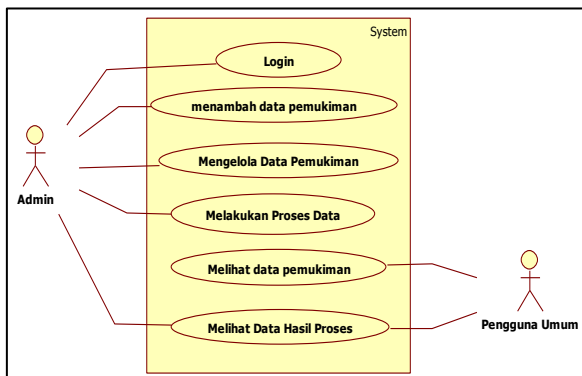 System
Login
menambah data pemukiman
Mengelola Data Pemukiman
Admin
Melakukan Proses Data
Melihat data pemukiman
Melihat Data Hasil Proses
Pengguna Umum